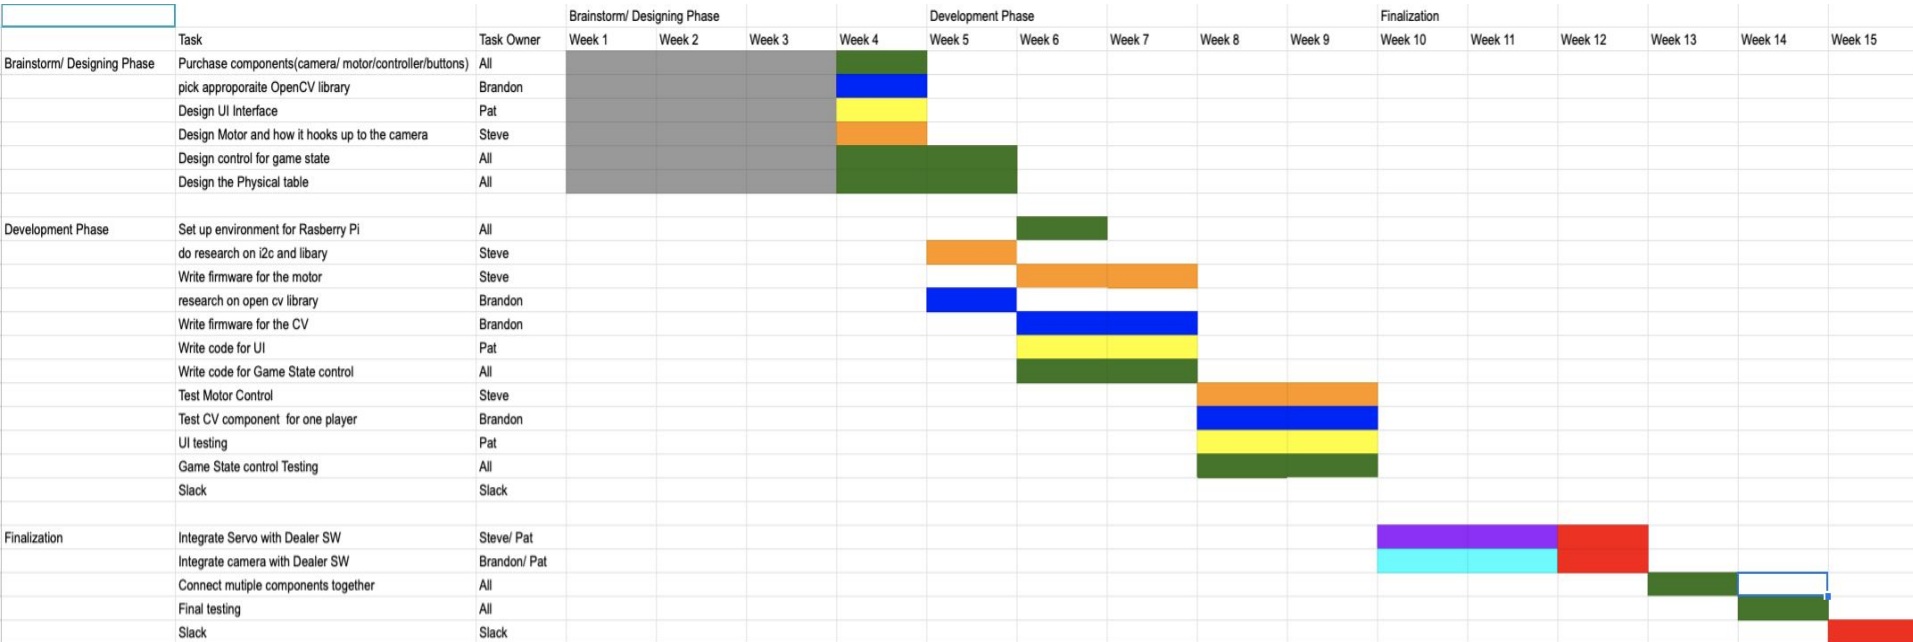 Brainstorm/ Designing Phase Development Phase Finalization
Task Task Owner Week 1 Week 2 Week 3 Week 4 Week 5 Week 6 Week 7 Week 8 Week 9 Week 10 Week 11 Week 12 Week 13 Week 14 Week 15
Brainstorm/ Designing Phase Purchase components(camera/ motor/controller/buttons) All
pick approporaite OpenCV library Brandon
Design UI Interface Pat
Design Motor and how it hooks up to the camera Steve
Design control for game state All
Design the Physical table All
Development Phase Set up environment for Rasberry Pi All
do research on i2c and libary Steve
Write firmware for the motor Steve
research on open cv library Brandon
Write firmware for the CV Brandon
Write code for UI Pat
Write code for Game State control All
Test Motor Control Steve
Test CV component for one player Brandon
UI testing Pat
Game State control Testing All
Slack Slack
Finalization Integrate Servo with Dealer SW Steve/ Pat
Integrate camera with Dealer SW Brandon/ Pat
Connect mutiple components together All
Final testing All
Slack Slack